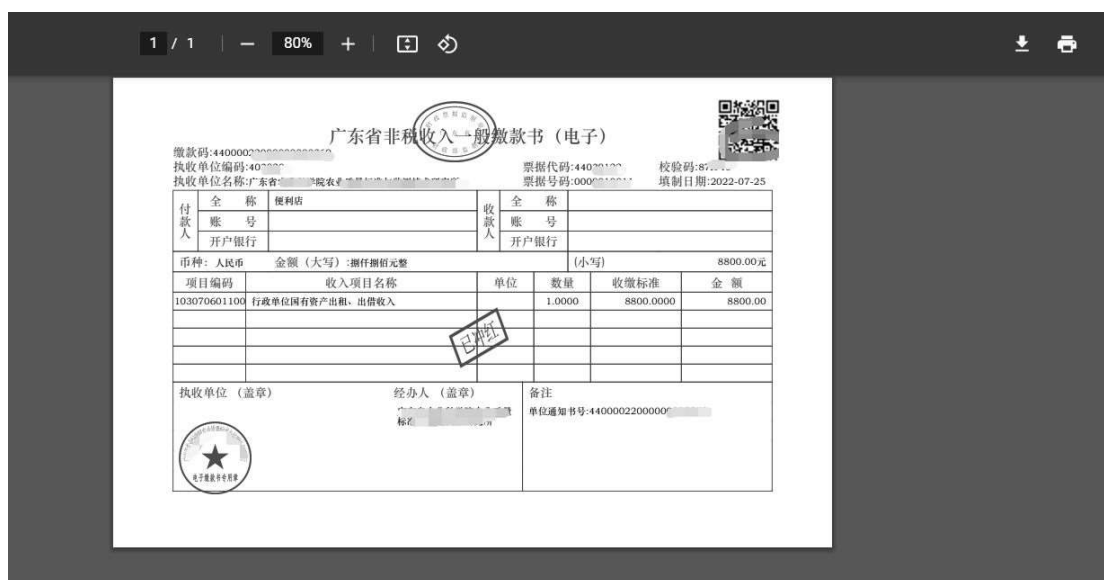 1 / 1
80%
广东省非税收入一般缴款书（电子）
缴款码:440000
执收单位编码:40
票据代码:440
校验码:8
执收单位名称:广东省
票据号码:000
填制日期:2022-07-25
付款人
全 称 便利店
账 号
开户银行
收款人
全 称
账 号
开户银行
币种：人民币 金额（大写）:捌仟捌佰元整 (小写) 8800.00元
项目编码 收入项目名称 单位 数量 收缴标准 金 额
103070601100 行政单位国有资产出租、出借收入 1.0000 8800.0000 8800.00
已冲红
执收单位 （盖章） 经办人 （盖章） 备注
单位通知书号:4400002200000
标准
电子缴款书专用章